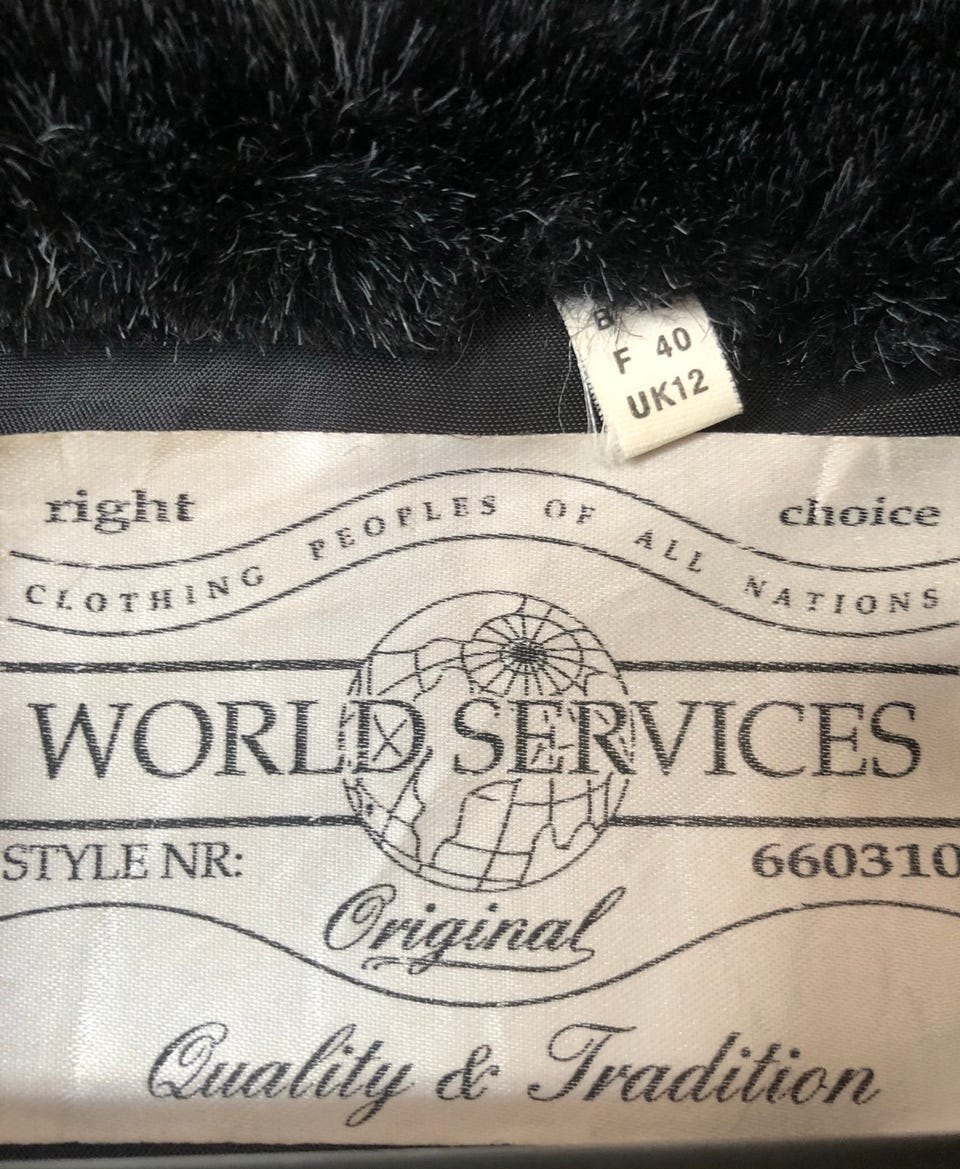 F 40
UK12
right choice
CLOTHING PEOPLES OF ALL NATIONS
WORLD SERVICES
STYLE NR: 660310
Original
Quality & Tradition